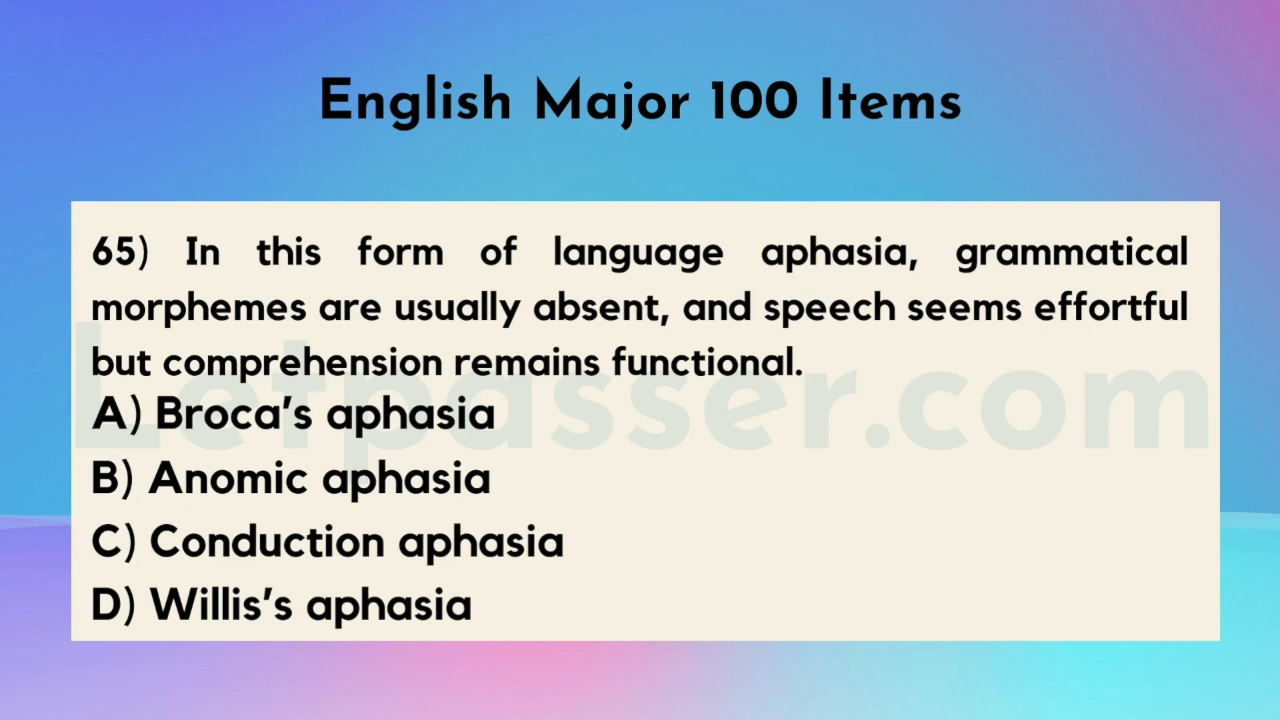 English Major 100 Items
65) In this form of language aphasia, grammatical
morphemes are usually absent, and speech seems effortful
but comprehension remains functional.
A) Broca’s aphasia
B) Anomic aphasia
C) Conduction aphasia
D) Willis’s aphasia
Letpasser.com